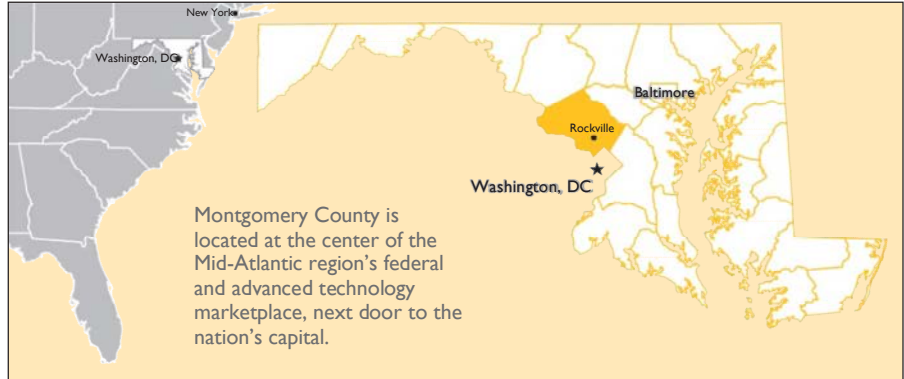 New York
Washington, DC
Baltimore
Rockville
Washington, DC
Montgomery County is
located at the center of the
Mid-Atlantic region's federal
and advanced technology
marketplace, next door to the
nation's capital.